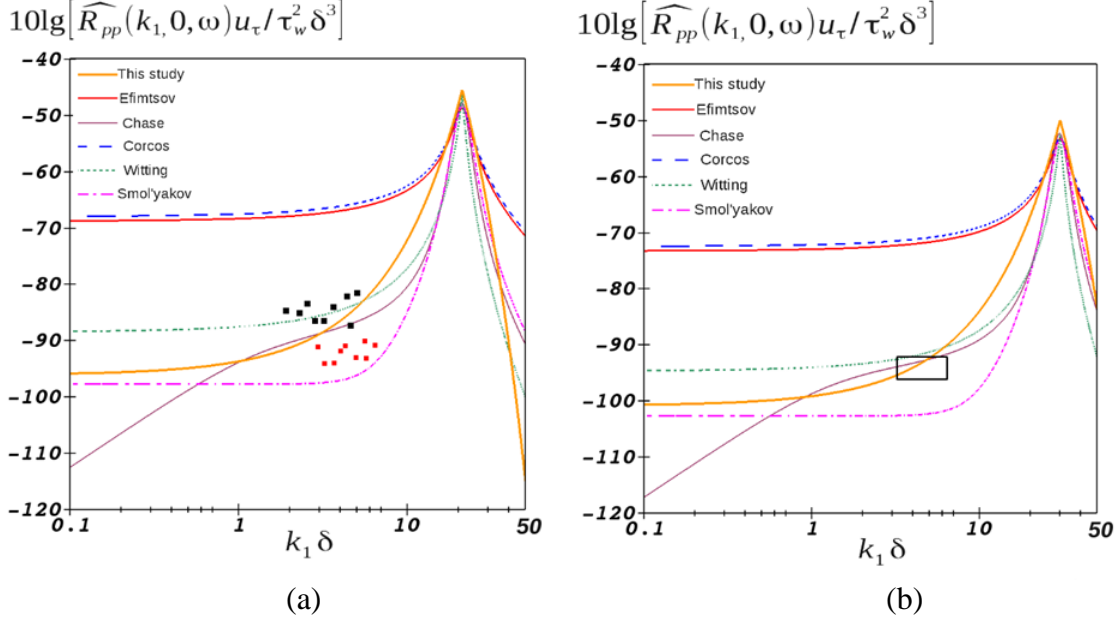 10lg[R̂pp(k₁,0,ω)uτ/τ²wδ³]
-40
-50
-60
-70
-80
-90
-100
-110
-120
This study
Efimtsov
Chase
Corcos
Witting
Smol'yakov
0.1 1 10 50
k₁δ
(a)
10lg[R̂pp(k₁,0,ω)uτ/τ²wδ³]
-40
-50
-60
-70
-80
-90
-100
-110
-120
This study
Efimtsov
Chase
Corcos
Witting
Smol'yakov
0.1 1 10 50
k₁δ
(b)